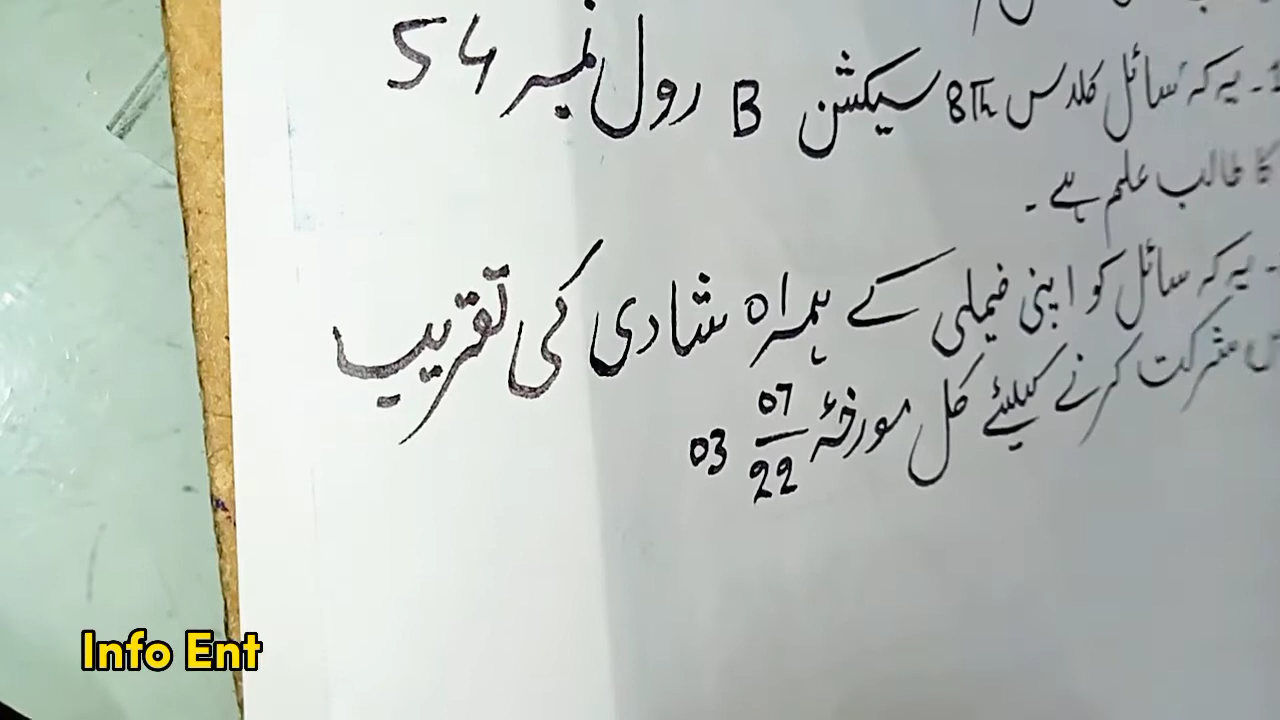 یہ کہ سائل کلاس 8Th سیکشن B رول نمبر 54
کا طالب علم ہے۔
یہ کہ سائل کو اپنی فیملی کے ہمراہ شادی کی تقریب
شرکت کرنے کیلئے کل مورخہ 07/22 03
Info Ent